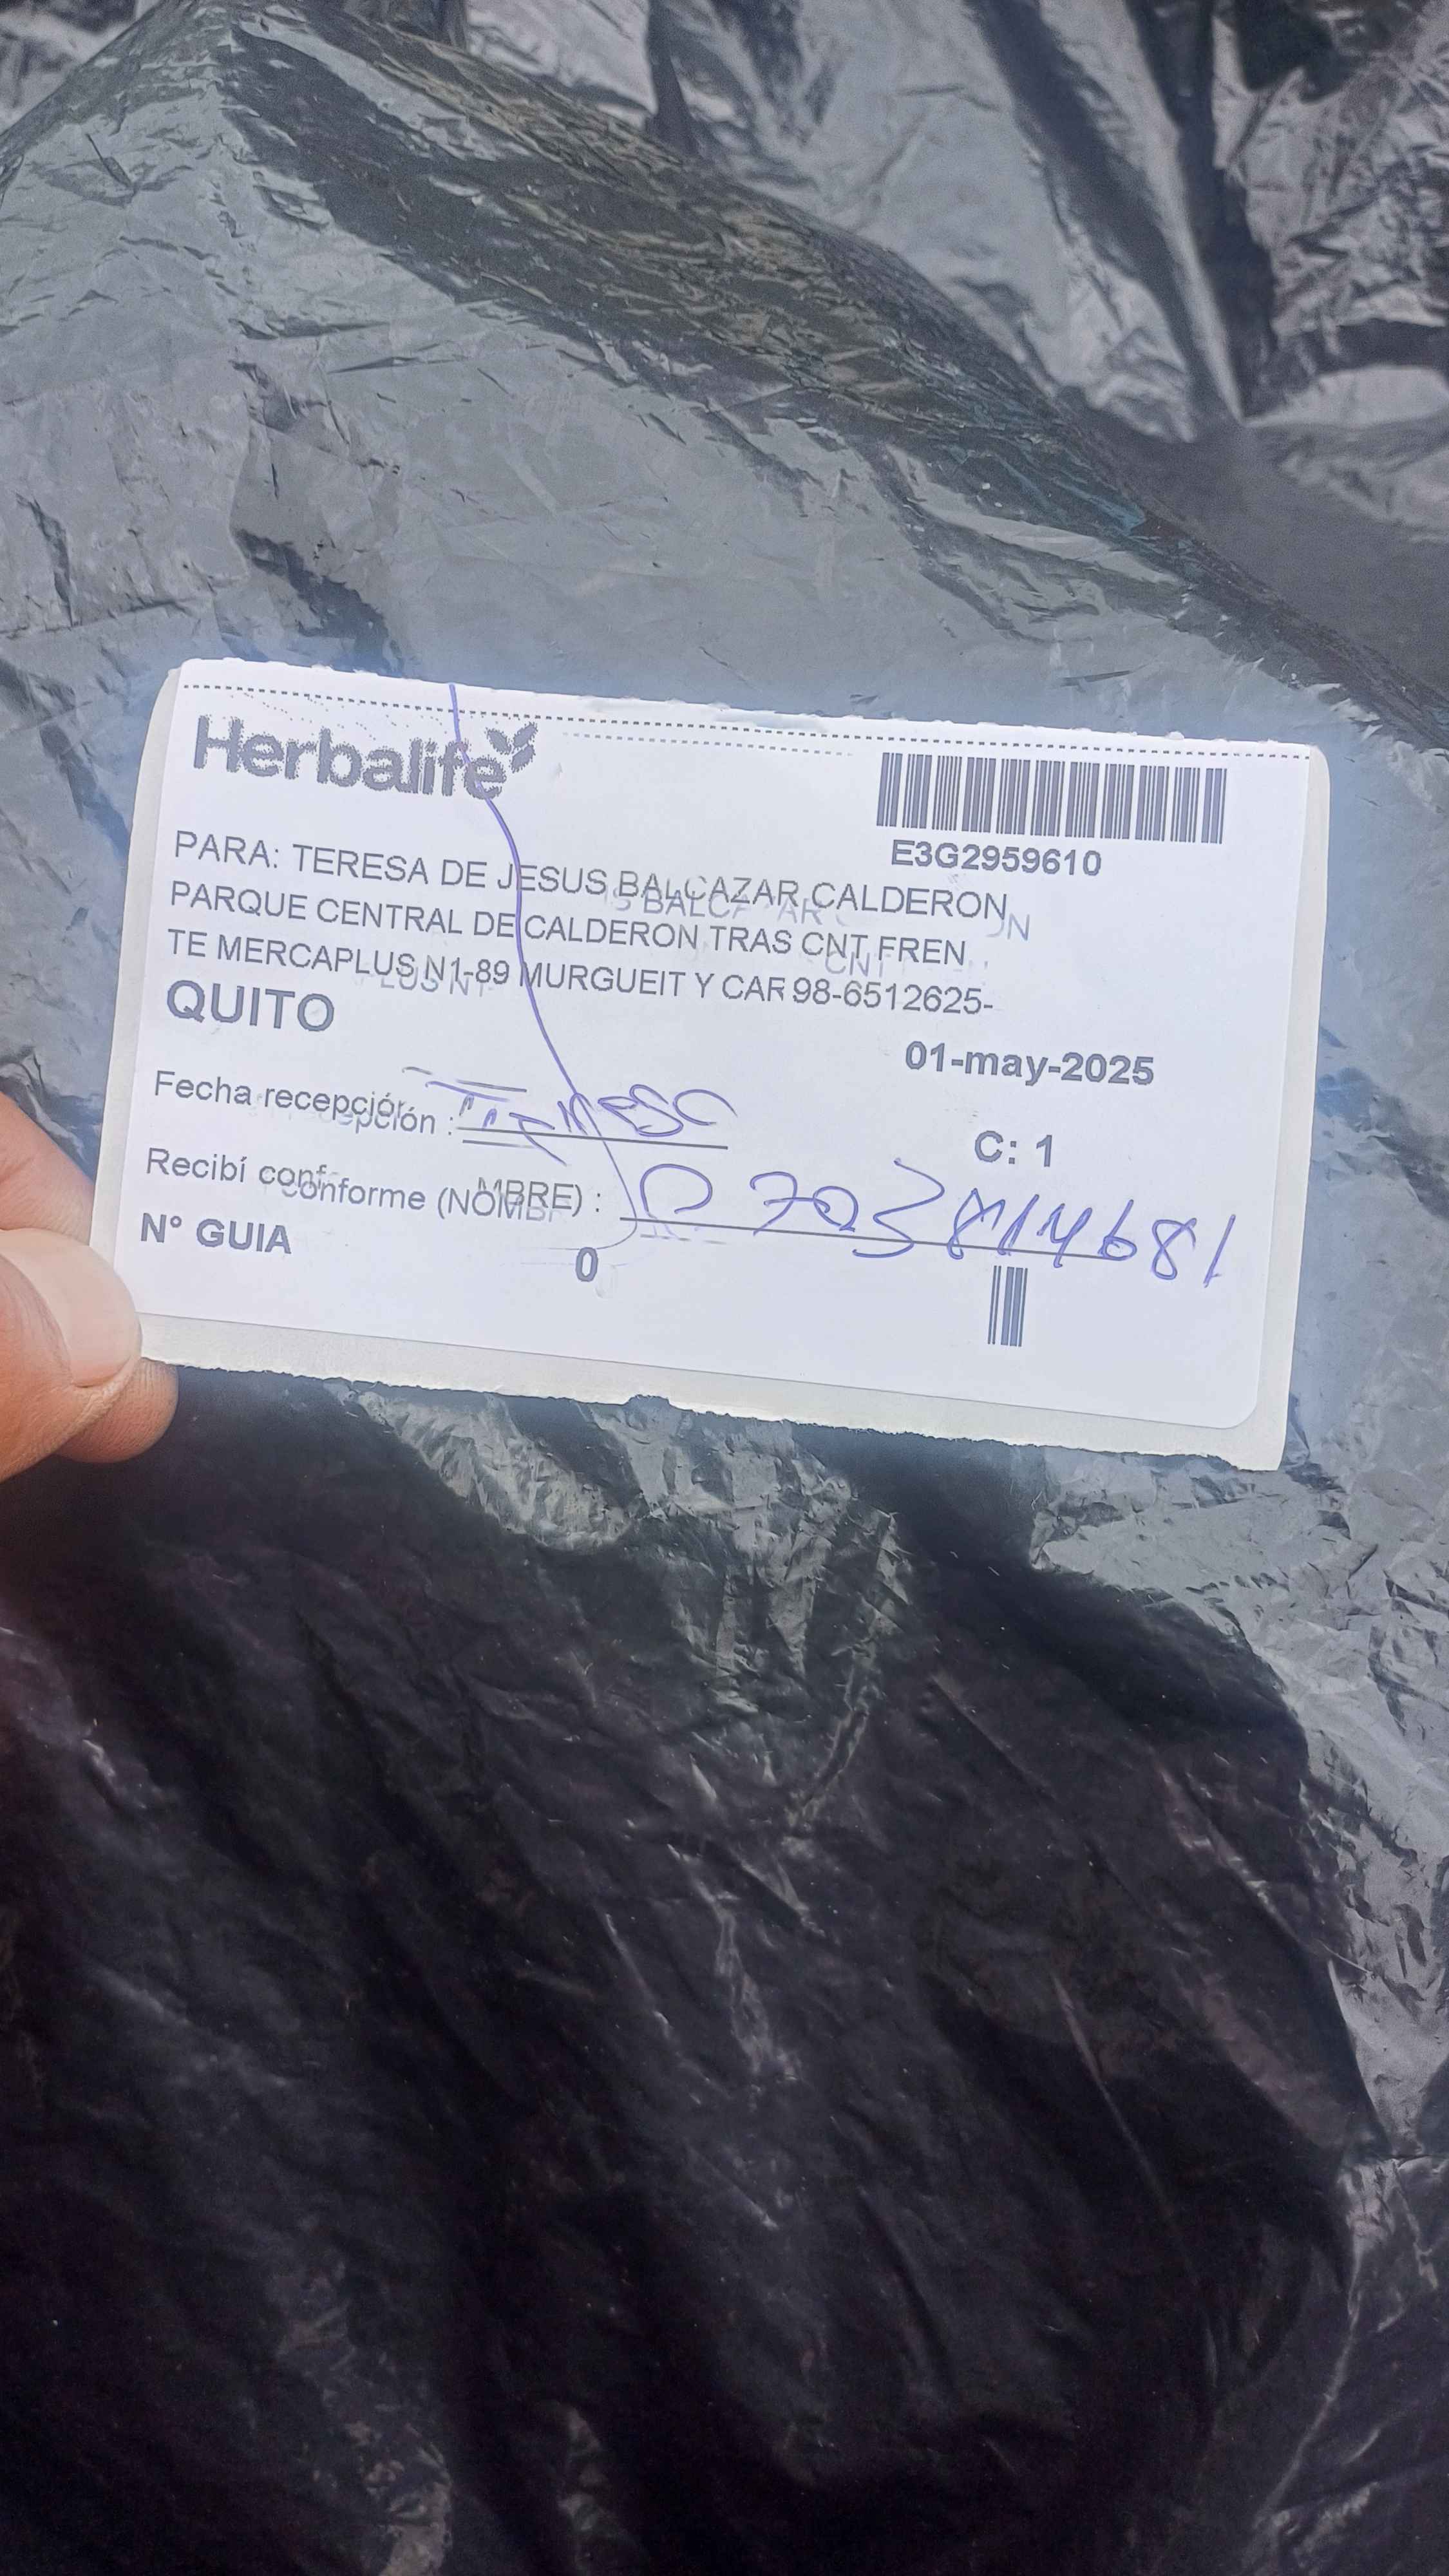 Herbalife
E3G2959610
PARA: TERESA DE JESUS BALCAZAR CALDERON
PARQUE CENTRAL DE CALDERON TRAS CNT FREN
TE MERCAPLUS N1-89 MURGUEIT Y CAR 98-6512625-
QUITO
01-may-2025
Fecha recepción :
C: 1
Recibí conforme (NOMBRE) : 0703814681
N° GUIA
0